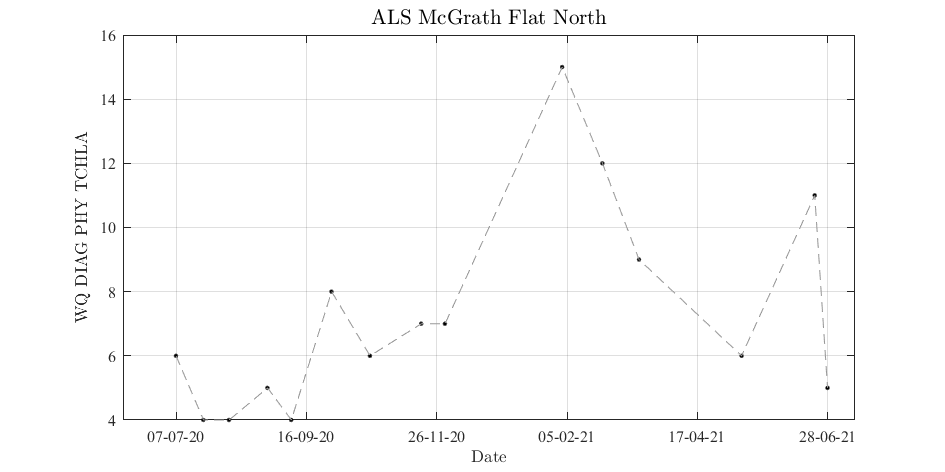 ALS McGrath Flat North
16
14
12
10
8
6
4
WQ DIAG PHY TCHLA
07-07-20 16-09-20 26-11-20 05-02-21 17-04-21 28-06-21
Date